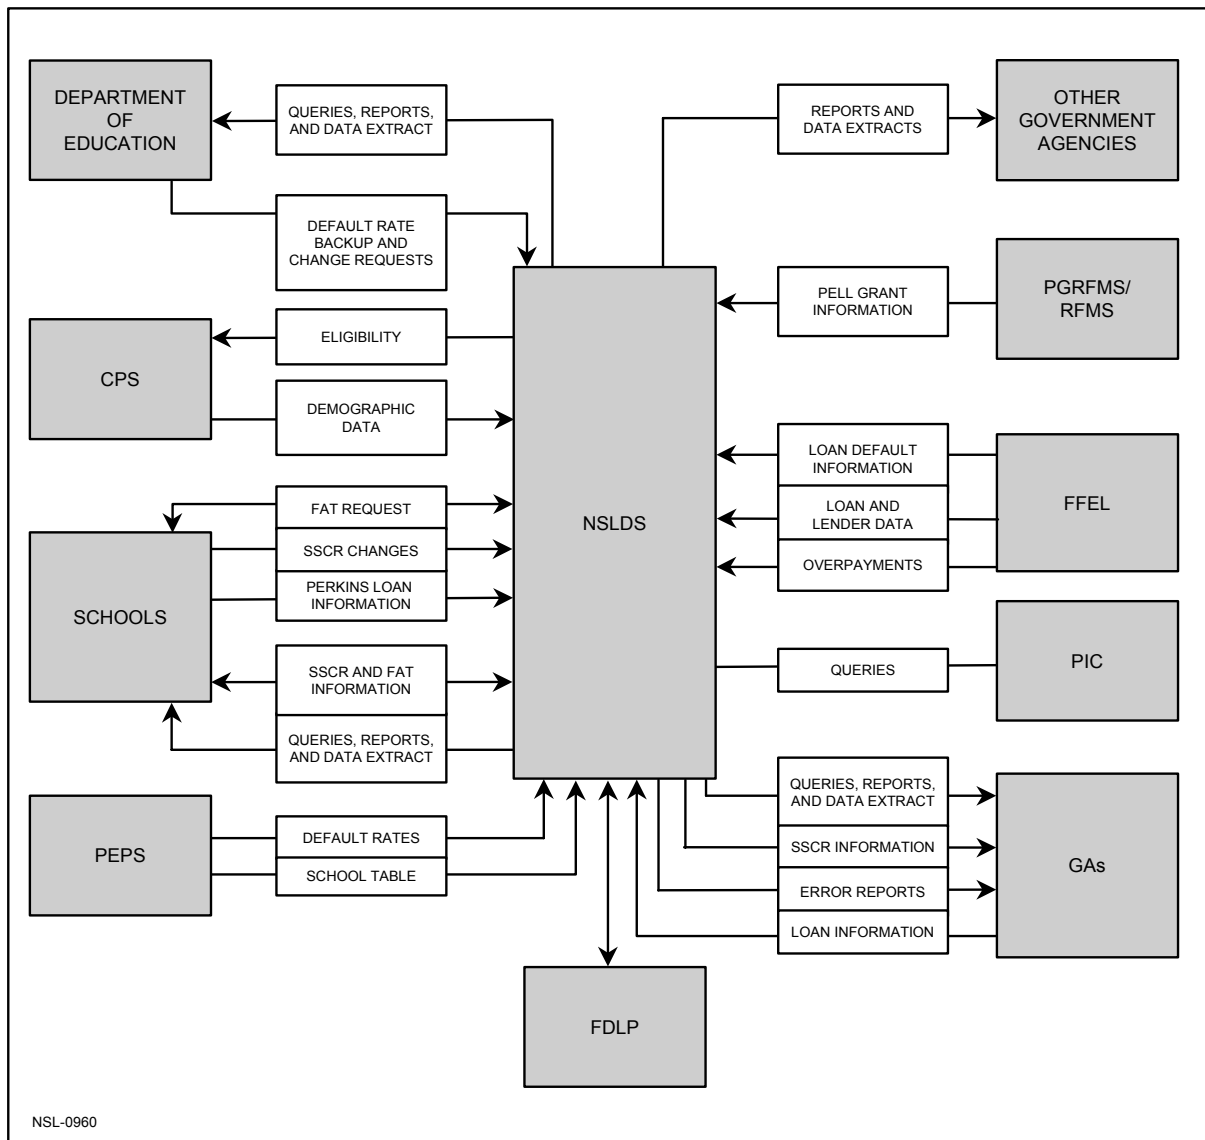 DEPARTMENT
OF
EDUCATION
QUERIES, REPORTS,
AND DATA EXTRACT
REPORTS AND
DATA EXTRACTS
OTHER
GOVERNMENT
AGENCIES
DEFAULT RATE
BACKUP AND
CHANGE REQUESTS
PELL GRANT
INFORMATION
PGRFMS/
RFMS
CPS
ELIGIBILITY
DEMOGRAPHIC
DATA
NSLDS
LOAN DEFAULT
INFORMATION
LOAN AND
LENDER DATA
OVERPAYMENTS
FFEL
SCHOOLS
FAT REQUEST
SSCR CHANGES
PERKINS LOAN
INFORMATION
SSCR AND FAT
INFORMATION
QUERIES, REPORTS,
AND DATA EXTRACT
QUERIES
PIC
PEPS
DEFAULT RATES
SCHOOL TABLE
QUERIES, REPORTS,
AND DATA EXTRACT
SSCR INFORMATION
ERROR REPORTS
LOAN INFORMATION
GAs
FDLP
NSL-0960